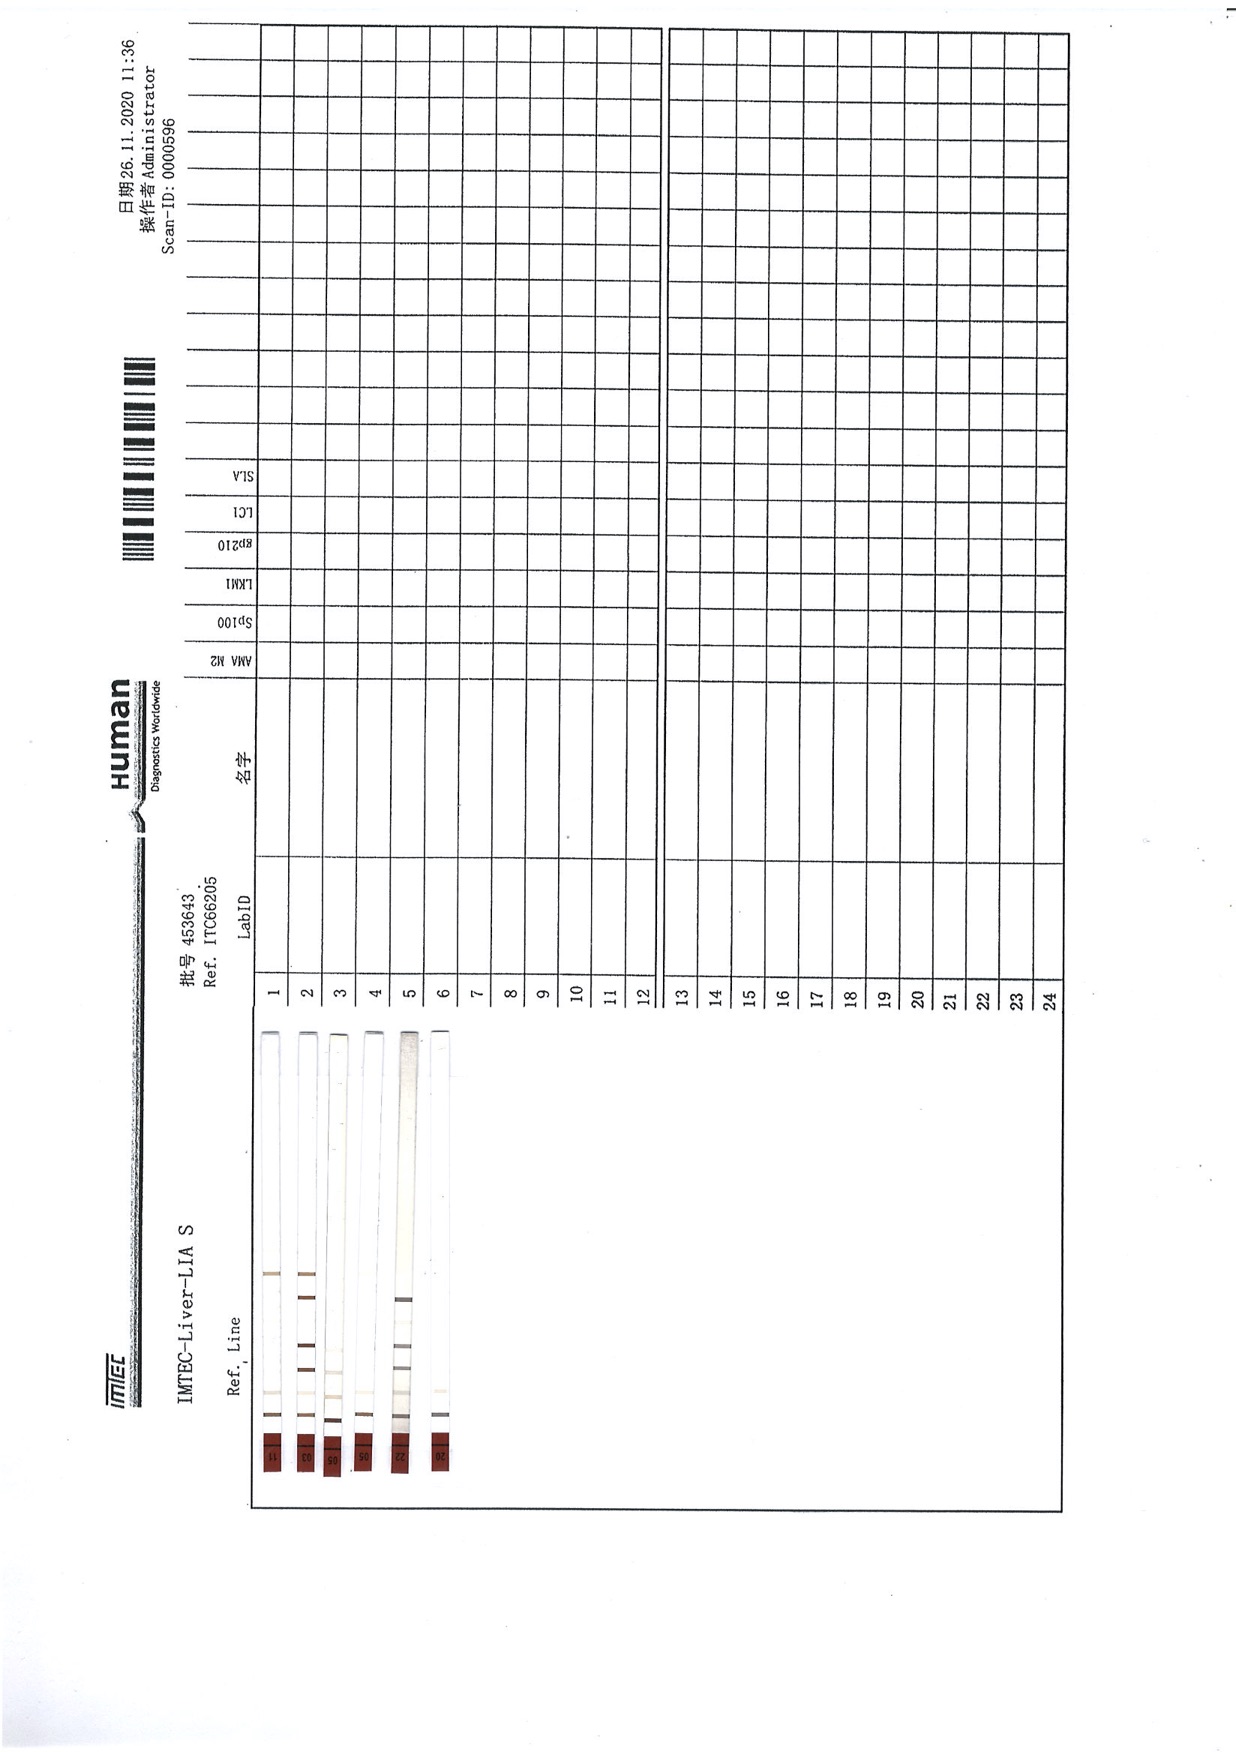 IMTEC
HUMAN
Diagnostics Worldwide
日期26.11.2020 11:36
操作者Administrator
Scan-ID: 0000596
IMTEC-Liver-LIA S
批号 453643
Ref. ITC66205
Ref. Line
LabID
名字
AMA M2
Sp100
LKM1
gp210
LC1
SLA
11
1
03
2
05
3
05
4
22
5
20
6
7
8
9
10
11
12
13
14
15
16
17
18
19
20
21
22
23
24